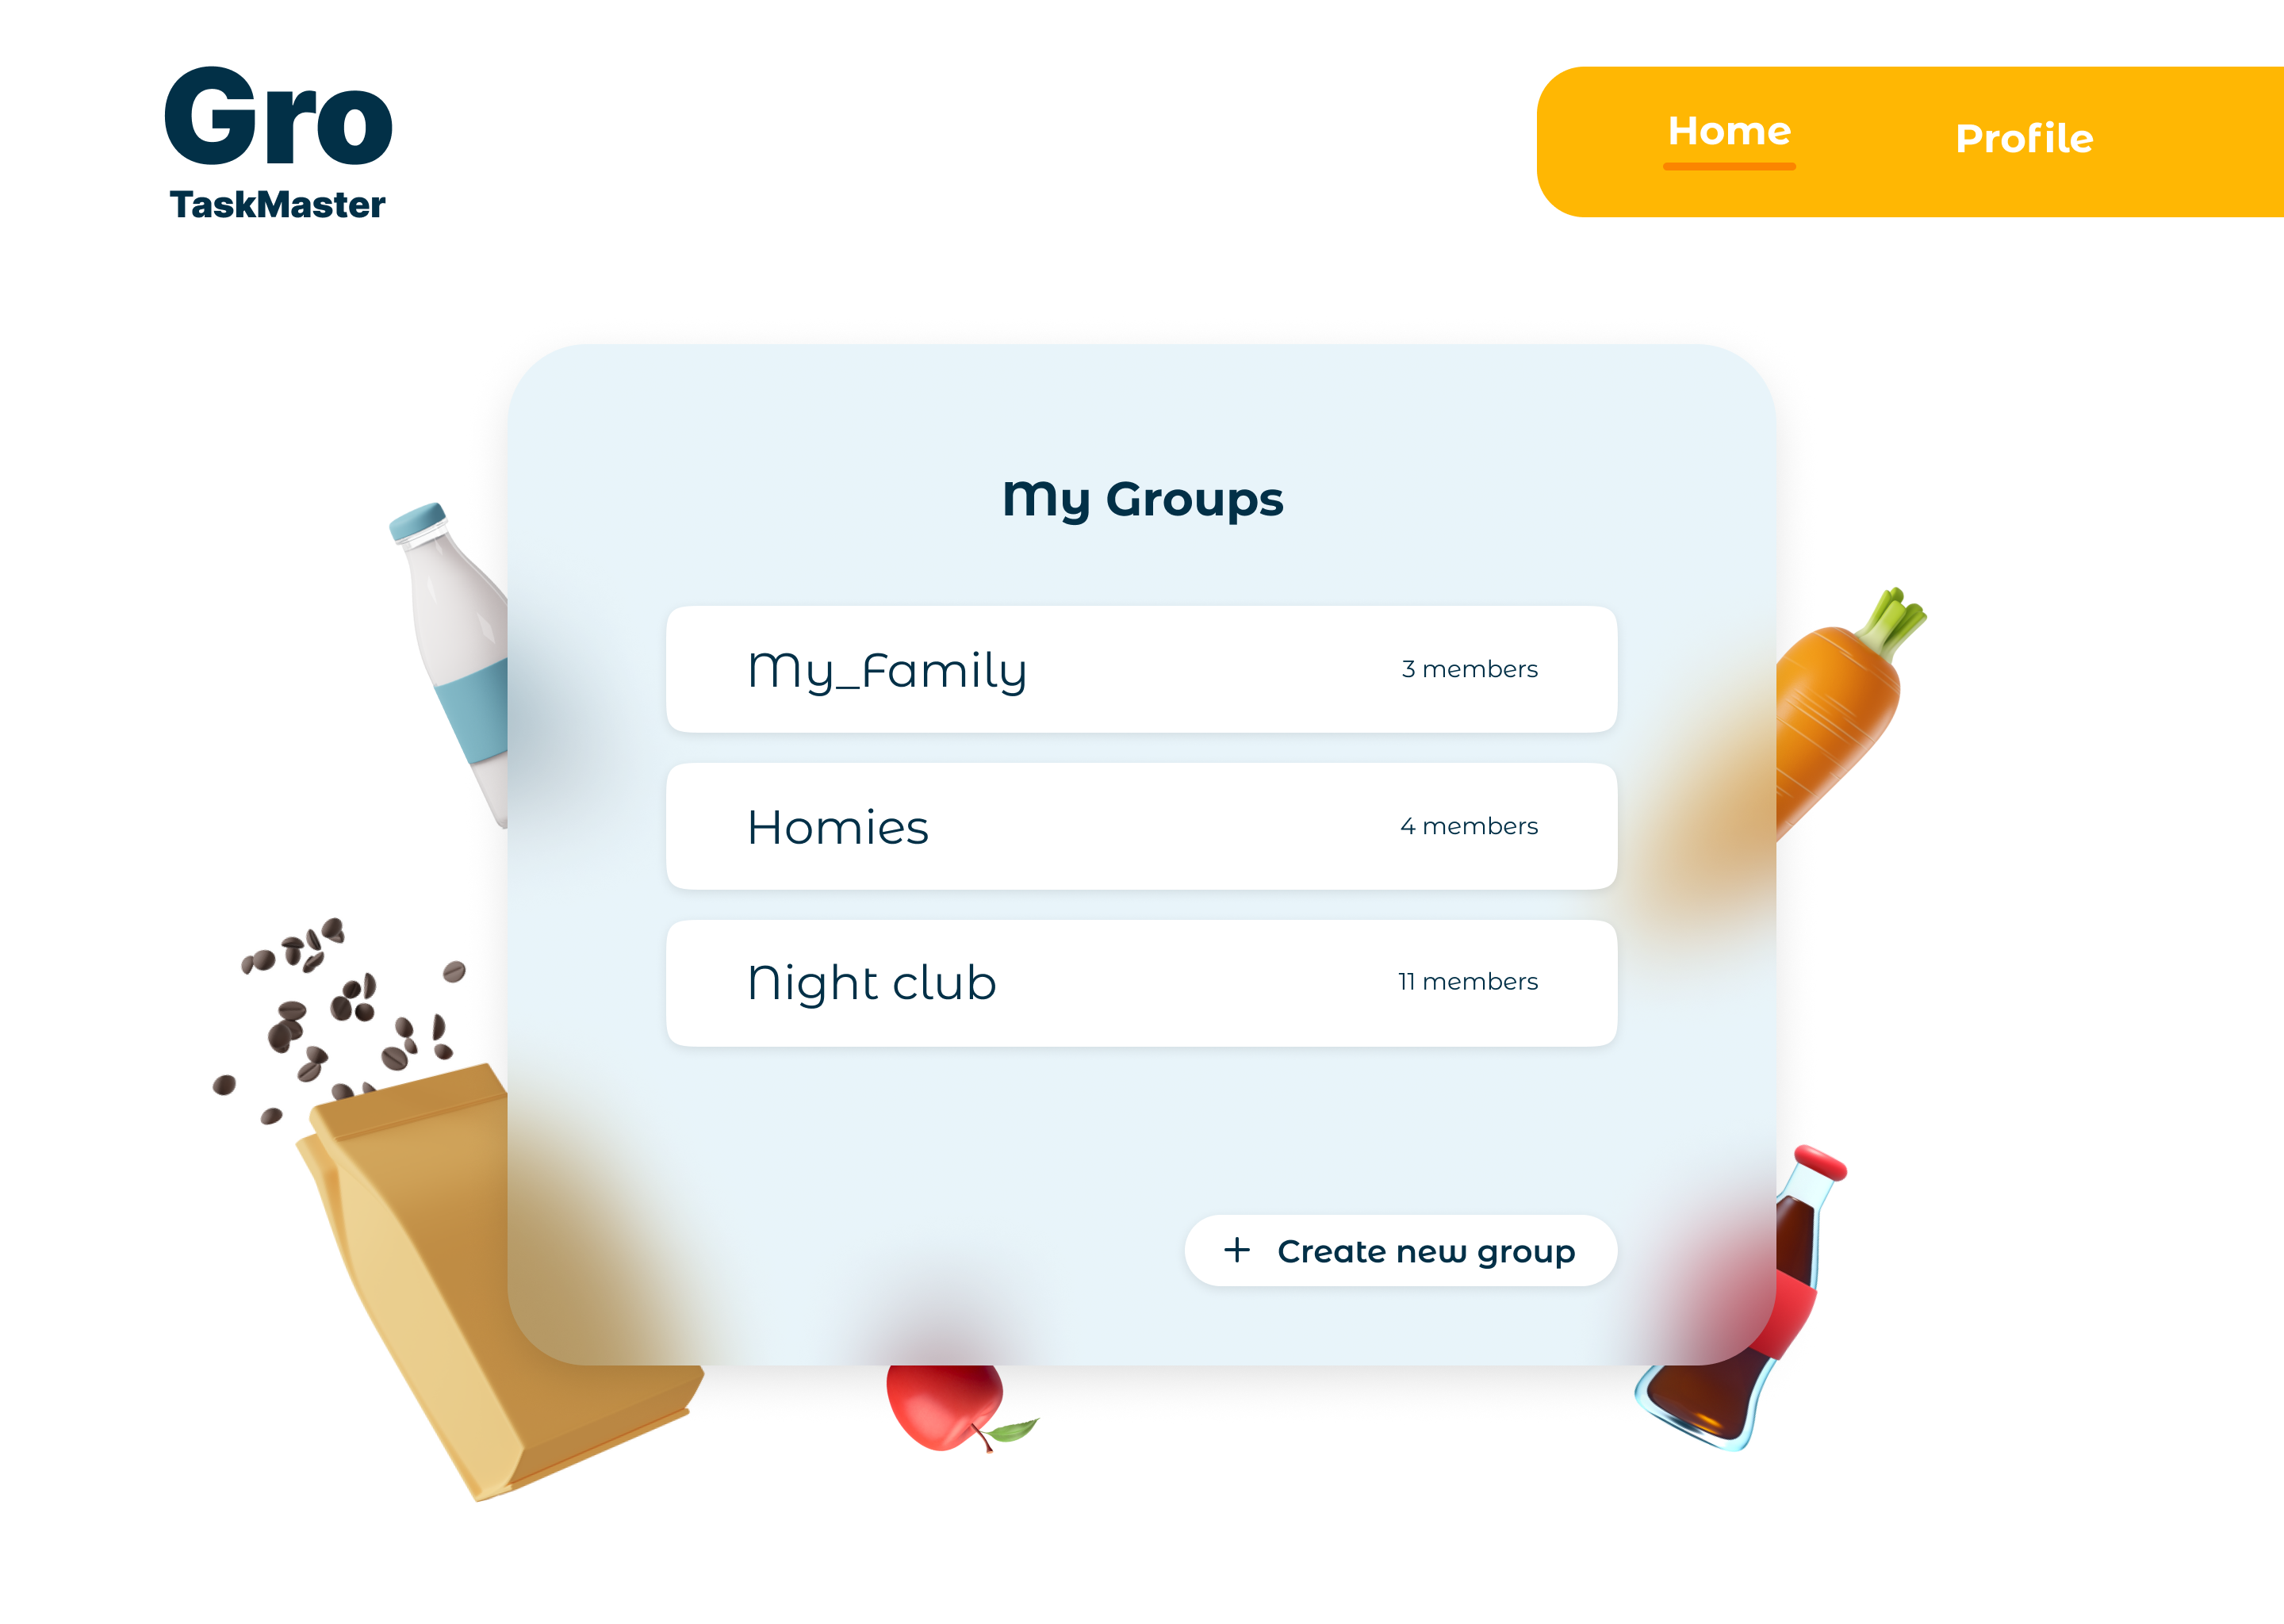 Gro
TaskMaster
Home
Profile
My Groups
My_Family
3 members
Homies
4 members
Night club
11 members
+ Create new group